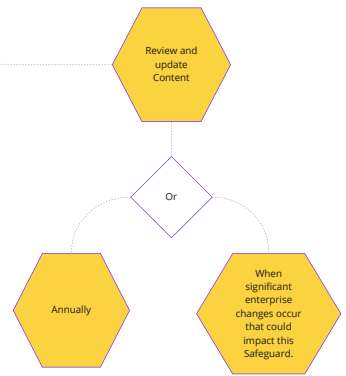 Review and
update
Content
Or
Annually
When
significant
enterprise
changes occur
that could
impact this
Safeguard.